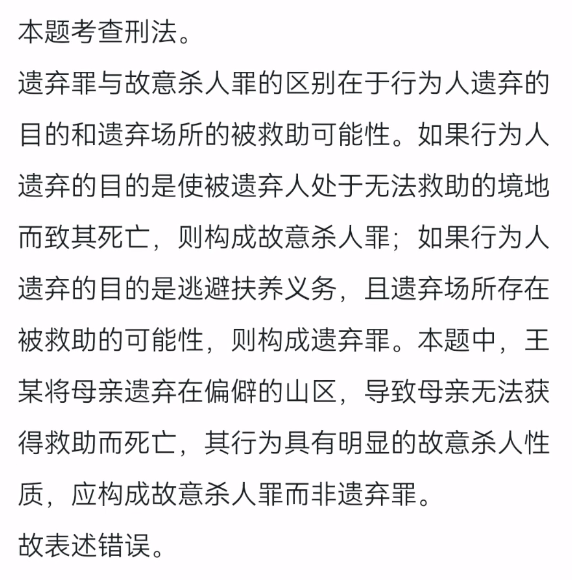 本题考查刑法。
遗弃罪与故意杀人罪的区别在于行为人遗弃的
目的和遗弃场所的被救助可能性。如果行为人
遗弃的目的是使被遗弃人处于无法救助的境地
而致其死亡，则构成故意杀人罪；如果行为人
遗弃的目的是逃避扶养义务，且遗弃场所存在
被救助的可能性，则构成遗弃罪。本题中，王
某将母亲遗弃在偏僻的山区，导致母亲无法获
得救助而死亡，其行为具有明显的故意杀人性
质，应构成故意杀人罪而非遗弃罪。
故表述错误。